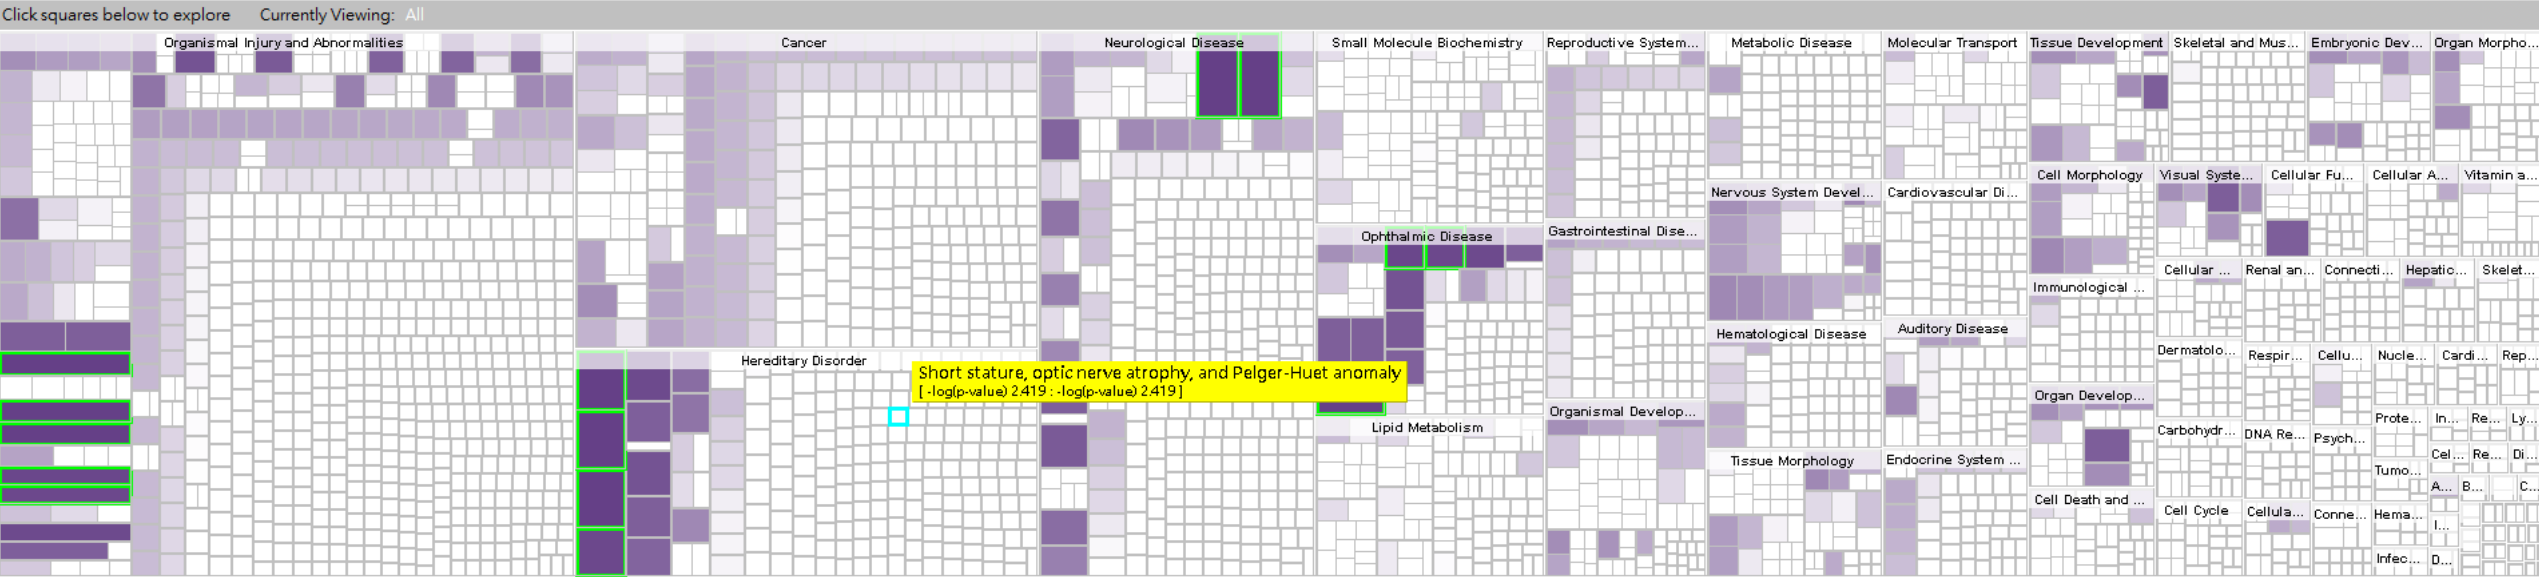 Click squares below to explore Currently Viewing: All
Organismal Injury and Abnormalities
Cancer
Neurological Disease
Small Molecule Biochemistry
Reproductive System...
Metabolic Disease
Molecular Transport
Tissue Development
Skeletal and Mus...
Embryonic Dev...
Organ Morpho...
Cell Morphology
Visual Syste...
Cellular Fu...
Cellular A...
Vitamin a...
Nervous System Devel...
Cardiovascular Di...
Ophthalmic Disease
Gastrointestinal Dise...
Cellular ...
Renal an...
Connecti...
Hepatic...
Skelet...
Immunological ...
Hematological Disease
Auditory Disease
Dermatolo...
Respir...
Cellu...
Nucle...
Cardi...
Rep...
Hereditary Disorder
Short stature, optic nerve atrophy, and Pelger-Huet anomaly
[ -log(p-value) 2.419 : -log(p-value) 2.419 ]
Organ Develop...
Organismal Develop...
Lipid Metabolism
Carbohydr...
DNA Re...
Psych...
Prote...
In...
Re...
Ly...
Tissue Morphology
Endocrine System ...
Cel...
Re...
Di...
Tumo...
A...
B...
C...
Cell Death and ...
Cell Cycle
Cellula...
Conne...
Hema...
I...
Infec...
D...